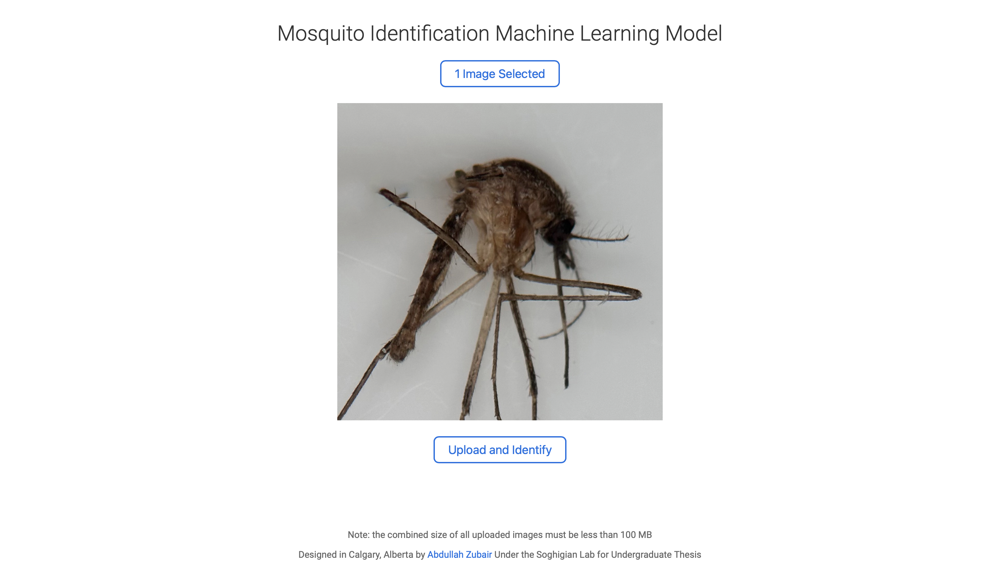 Mosquito Identification Machine Learning Model
1 Image Selected
Upload and Identify
Note: the combined size of all uploaded images must be less than 100 MB
Designed in Calgary, Alberta by Abdullah Zubair Under the Soghigian Lab for Undergraduate Thesis